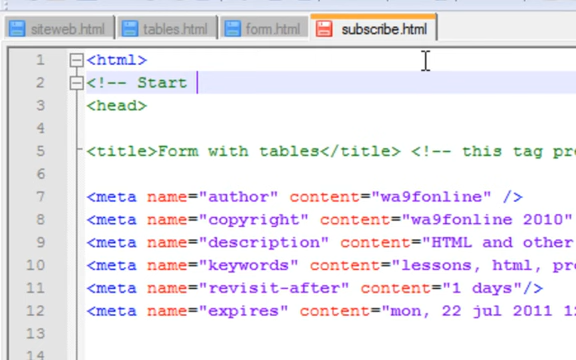 siteweb.html tables.html form.html subscribe.html
1 <html>
2 <!-- Start
3 <head>
4
5 <title>Form with tables</title> <!-- this tag
6
7 <meta name="author" content="wa9fonline" />
8 <meta name="copyright" content="wa9fonline 2010"
9 <meta name="description" content="HTML and other
10 <meta name="keywords" content="lessons, html,
11 <meta name="revisit-after" content="1 days"/>
12 <meta name="expires" content="mon, 22 jul 2011
13
14